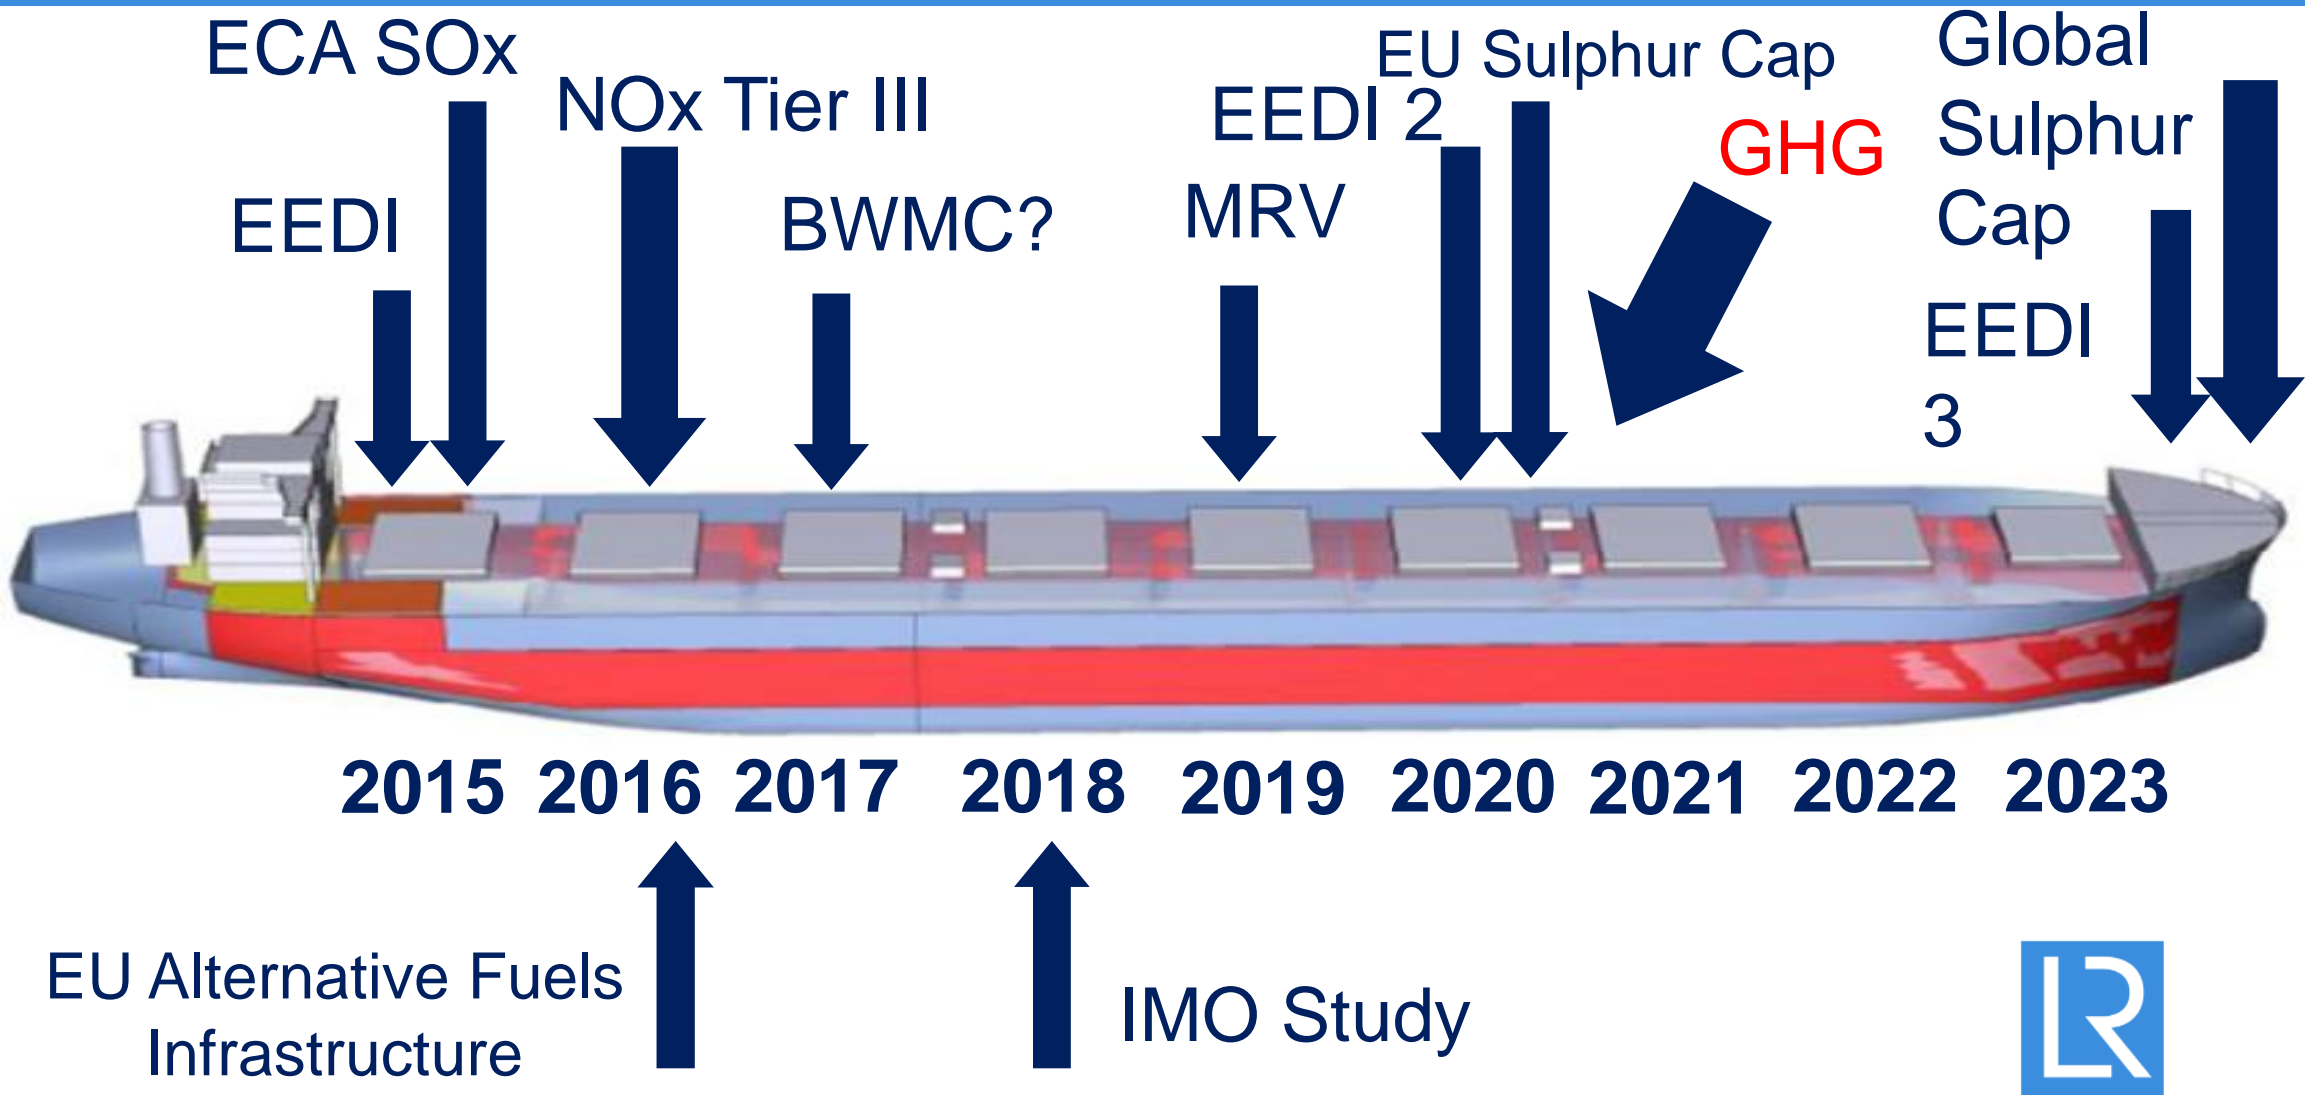 ECA SOx
NOx Tier III
EEDI
BWMC?
EU Sulphur Cap
EEDI 2
GHG
MRV
Global
Sulphur
Cap
EEDI
3
2015 2016 2017 2018 2019 2020 2021 2022 2023
EU Alternative Fuels
Infrastructure
IMO Study
LR